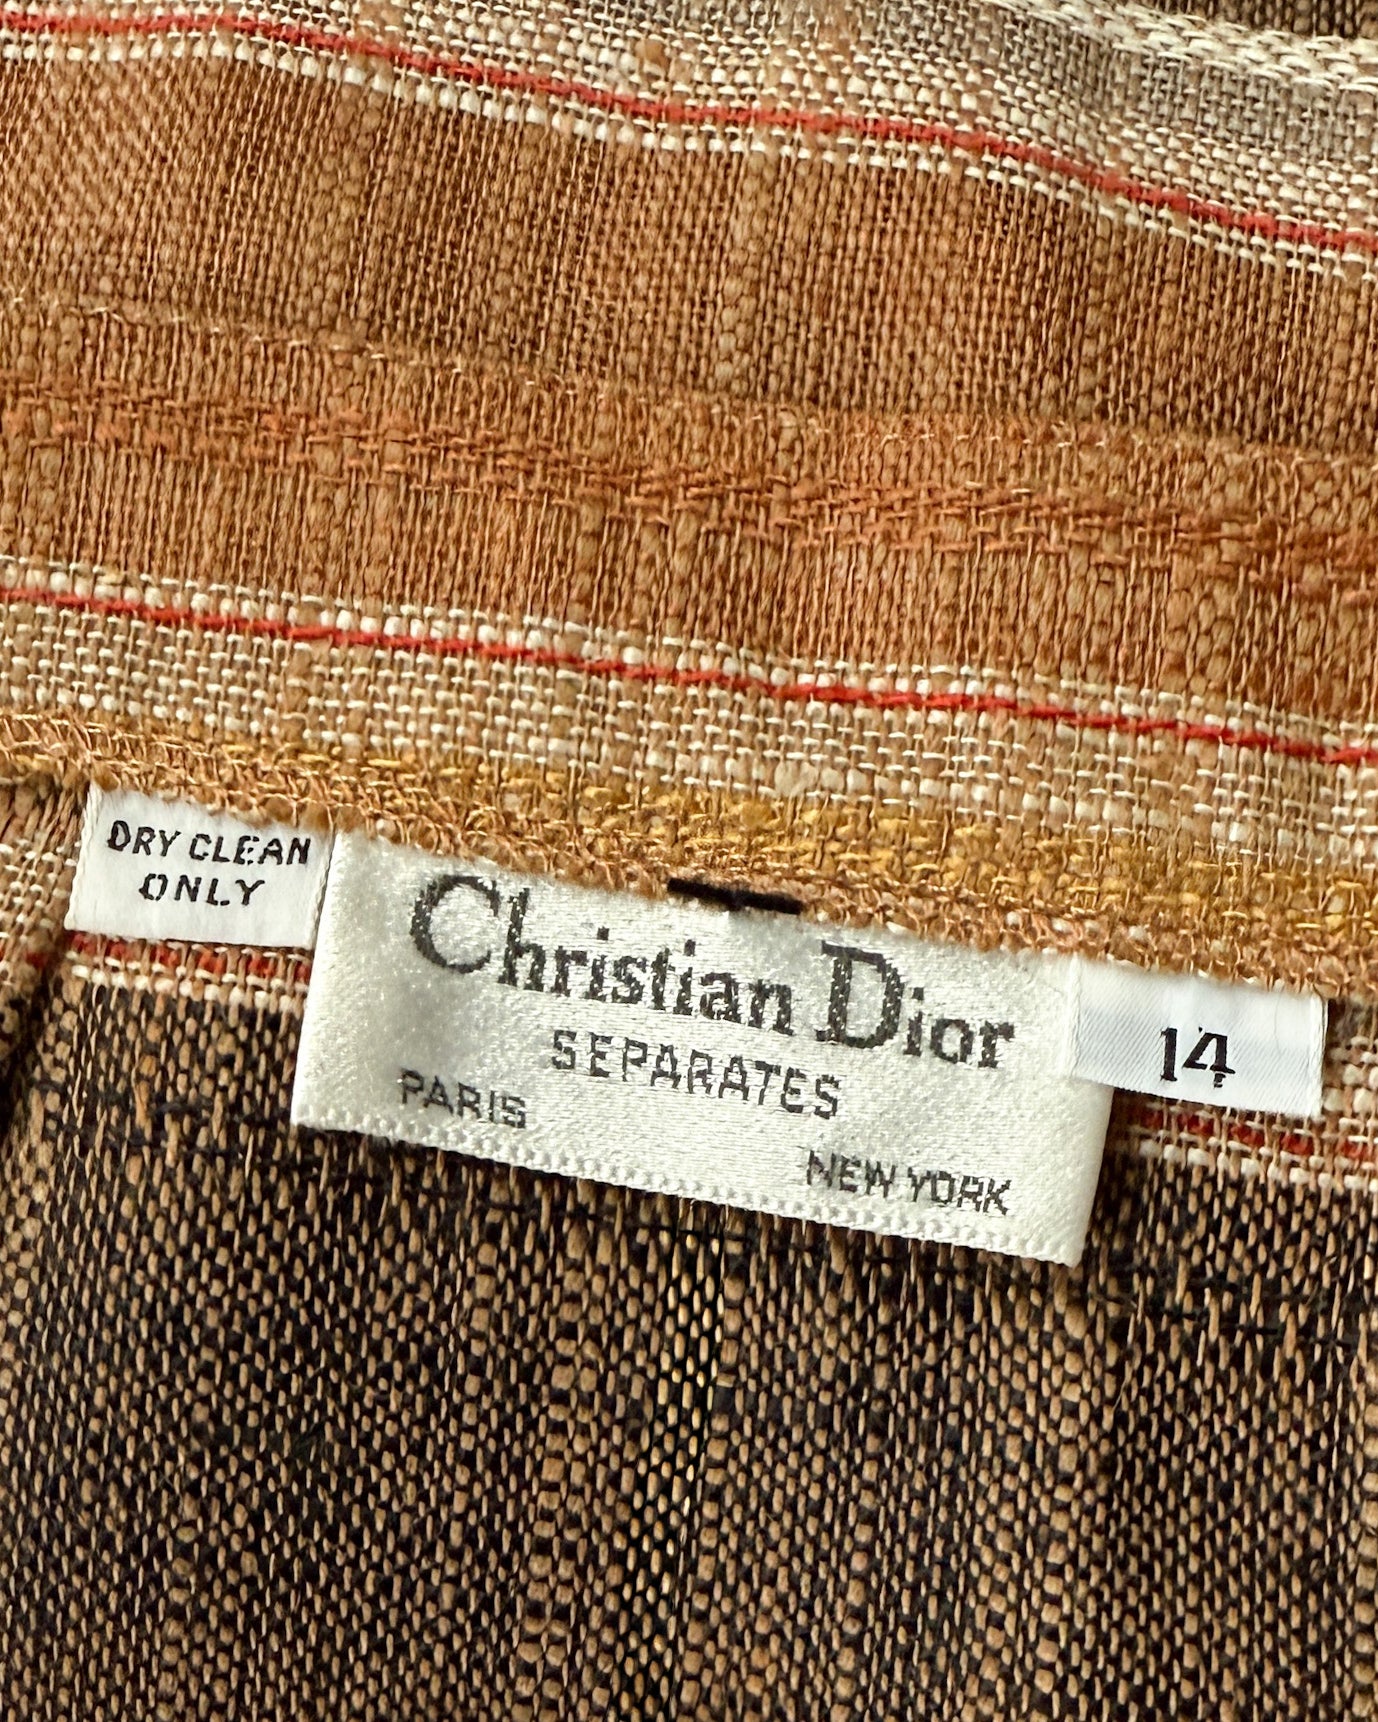 DRY CLEAN
ONLY
Christian Dior
SEPARATES
PARIS
NEW YORK
14